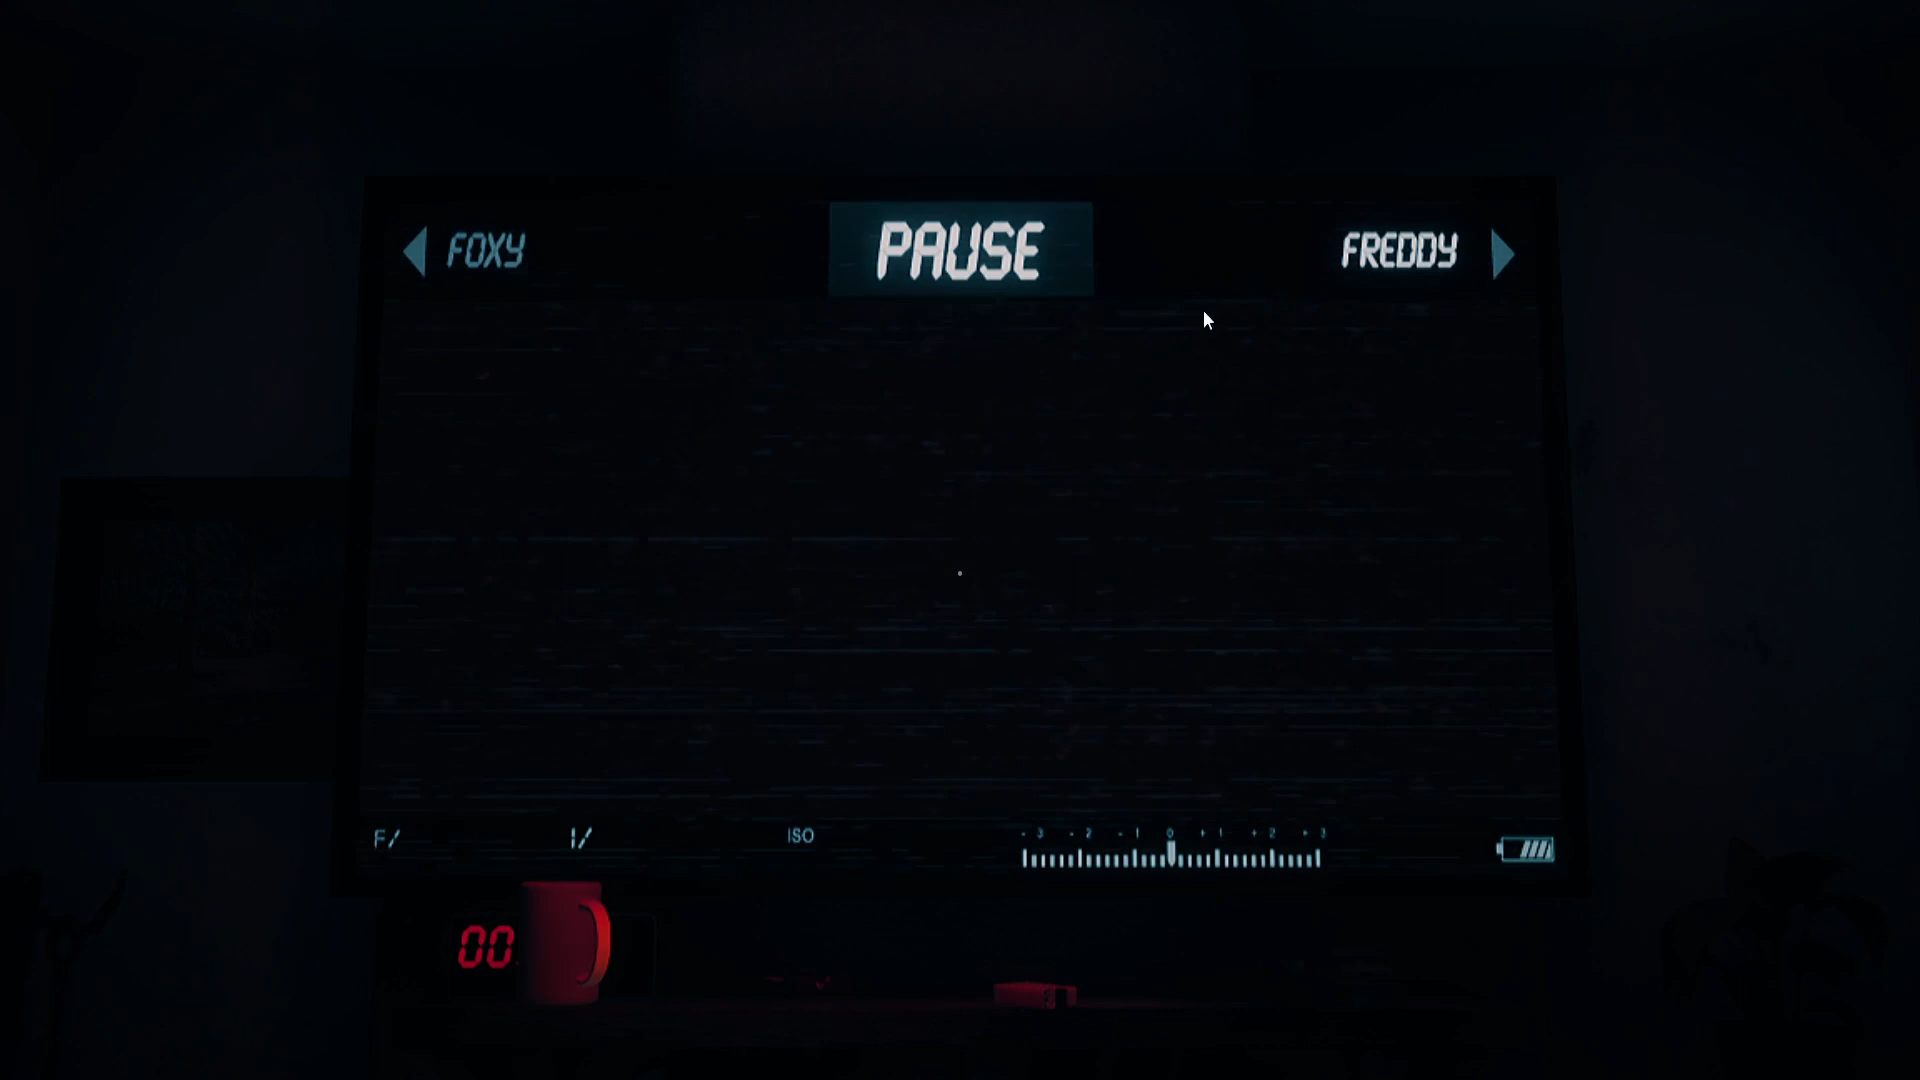 FOXY
PAUSE
FREDDY
F/
1/
ISO
- 3 - 2 - 1 0 + 1 + 2 + 3
00